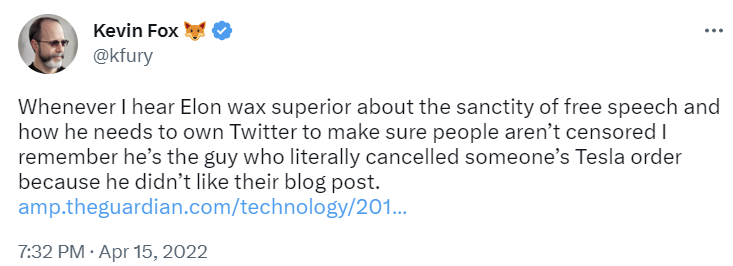 Kevin Fox 🦊
@kfury
Whenever I hear Elon wax superior about the sanctity of free speech and
how he needs to own Twitter to make sure people aren’t censored I
remember he’s the guy who literally cancelled someone’s Tesla order
because he didn’t like their blog post.
amp.theguardian.com/technology/201...
7:32 PM · Apr 15, 2022